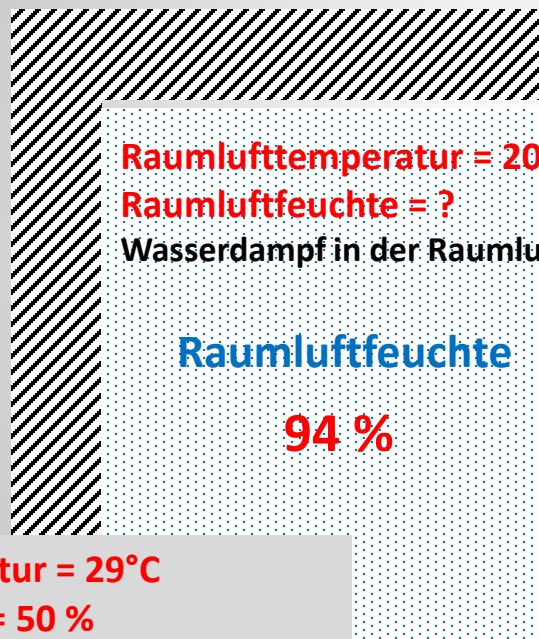 Raumlufttemperatur = 20
Raumluftfeuchte = ?
Wasserdampf in der Raumlu
Raumluftfeuchte
94 %
tur = 29°C
= 50 %